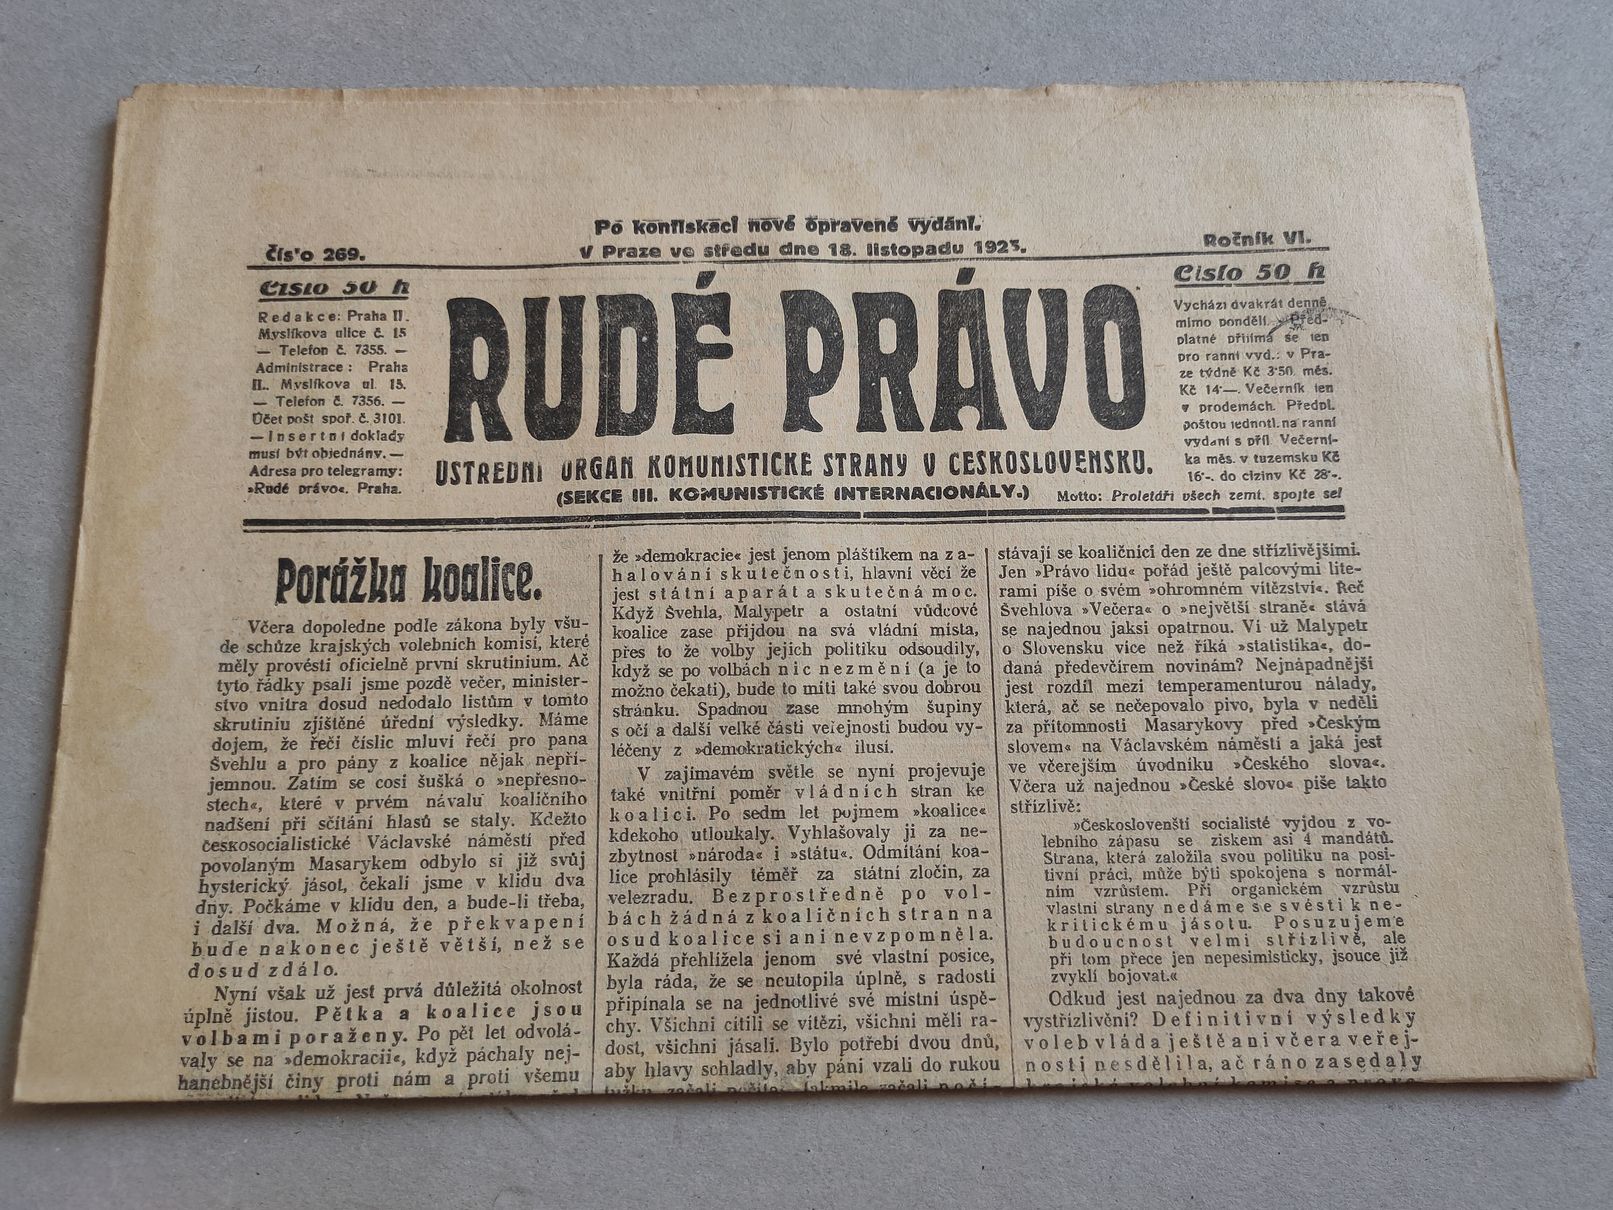 Po konfiskaci nové opravené vydání.
Číslo 269.
V Praze ve středu dne 18. listopadu 1925.
Ročník VI.
Číslo 50 h
Redakce: Praha II.
Myslíkova ulice č. 15
— Telefon č. 7355. —
Administrace: Praha
II.. Myslíkova ul. 15.
— Telefon č. 7356. —
Účet pošt spoř. č. 3101.
— Insertní doklady
musí být objednány. —
Adresa pro telegramy:
»Rudé právo«. Praha.
RUDÉ PRÁVO
ÚSTŘEDNÍ ORGÁN KOMUNISTICKÉ STRANY V ČESKOSLOVENSKU.
(SEKCE III. KOMUNISTICKÉ INTERNACIONÁLY.)
Motto: Proletáři všech zemí, spojte se!
Číslo 50 h
Vychází dvakrát denně
mimo pondělí. Před-
platné přijímá se jen
pro ranní vyd.: v Pra-
ze týdně Kč 3·50, měs.
Kč 14—. Večerník jen
v prodejnách. Předpl.
poštou jednotl. na ranní
vydání s příl. Večerní-
ka měs. v tuzemsku Kč
16·-. do ciziny Kč 28·-.
Porážka koalice.
Včera dopoledne podle zákona byly všu-
de schůze krajských volebních komisí, které
měly provésti oficielně první skrutinium. Ač
tyto řádky psali jsme pozdě večer, minister-
stvo vnitra dosud nedodalo listům v tomto
skrutiniu zjištěné úřední výsledky. Máme
dojem, že řeči číslic mluví řečí pro pana
Švehlu a pro pány z koalice nějak nepří-
jemnou. Zatím se cosi šušká o »nepřesno-
stech«, které v prvém návalu koaličního
nadšení při sčítání hlasů se staly. Kdežto
československosocialistické Václavské náměstí před
povolaným Masarykem odbylo si již svůj
hysterický jásot, čekali jsme v klidu dva
dny. Počkáme v klidu den, a bude-li třeba,
i další dva. Možná, že překvapení
bude nakonec ještě větší, než se
dosud zdálo.
Nyní však už jest prvá důležitá okolnost
úplně jistou. Pětka a koalice jsou
volbami poraženy. Po pět let odvolá-
valy se na »demokracii«, když páchaly nej-
hanebnější činy proti nám a proti všemu
že »demokracie« jest jenom pláštíkem na za-
halování skutečnosti, hlavní věcí že
jest státní aparát a skutečná moc.
Když Švehla, Malypetr a ostatní vůdcové
koalice zase přijdou na svá vládní místa,
přes to že volby jejich politiku odsoudily,
když se po volbách nic nezmění (a je to
možno čekati), bude to míti také svou dobrou
stránku. Spadnou zase mnohým šupiny
s očí a další velké části veřejnosti budou vy-
léčeny z »demokratických« ilusí.
V zajímavém světle se nyní projevuje
také vnitřní poměr vládních stran ke
koalici. Po sedm let pojmem »koalice«
kdekoho utloukaly. Vyhlašovaly ji za ne-
zbytnost »národa« i »státu«. Odmítání koa-
lice prohlásily téměř za státní zločin, za
velezradu. Bezprostředně po vol-
bách žádná z koaličních stran na
osud koalice si ani nevzpomněla.
Každá přehlížela jenom své vlastní posice,
byla ráda, že se neutopila úplně, s radostí
připínala se na jednotlivé své místní úspě-
chy. Všichni cítili se vítězi, všichni měli ra-
dost, všichni jásali. Bylo potřebí dvou dnů,
aby hlavy schladly, aby páni vzali do rukou
tužku, začali
stávají se koaličníci den ze dne střízlivějšími.
Jen »Právo lidu« pořád ještě palcovými lite-
rami píše o svém »ohromném vítězství«. Řeč
Švehlova »Večera« o »největší straně« stává
se najednou jaksi opatrnou. Ví už Malypetr
o Slovensku více než říká »statistika«, do-
daná předevčírem novinám? Nejnápadnější
jest rozdíl mezi temperamenturou nálady,
která, ač se nečepovalo pivo, byla v neděli
za přítomnosti Masarykovy před »Českým
slovem« na Václavském náměstí a jaká jest
ve včerejším úvodníku »Českého slova«.
Včera už najednou »České slovo« píše takto
střízlivě:
»Českoslovenští socialisté vyjdou z vo-
lebního zápasu se ziskem asi 4 mandátů.
Strana, která založila svou politiku na posi-
tivní práci, může býti spokojena s normál-
ním vzrůstem. Při organickém vzrůstu
vlastní strany nedáme se svésti k ne-
kritickému jásotu. Posuzujeme
budoucnost velmi střízlivě, ale
při tom přece jen nepesimisticky, jsouce již
zvyklí bojovat.«
Odkud jest najednou za dva dny takové
vystřízlivění? Definitivní výsledky
voleb vláda ještě ani včera veřej-
nosti nesdělila, ač ráno zasedaly